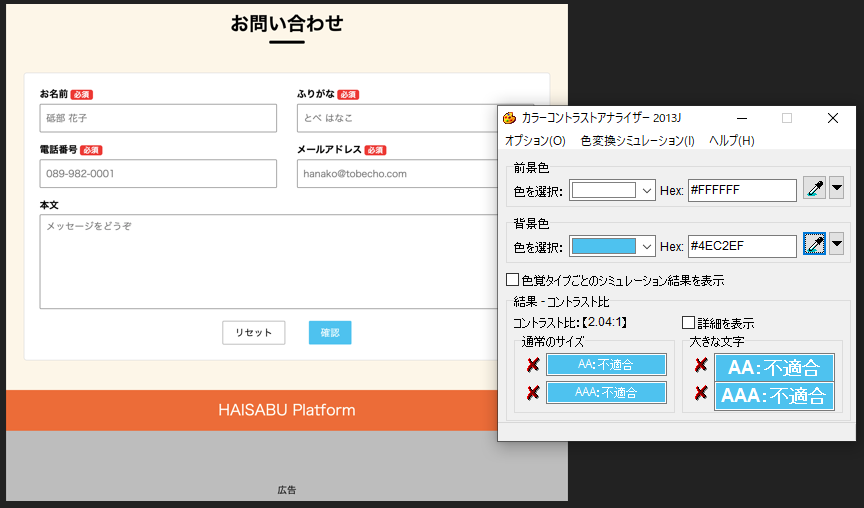 お問い合わせ
お名前 必須
ふりがな 必須
砥部 花子
とべ はなこ
電話番号 必須
メールアドレス 必須
089-982-0001
hanako@tobecho.com
本文
メッセージをどうぞ
リセット
確認
HAISABU Platform
広告
カラーコントラストアナライザー 2013J
オプション(O) 色変換シミュレーション(I) ヘルプ(H)
前景色
色を選択: Hex: #FFFFFF
背景色
色を選択: Hex: #4EC2EF
色覚タイプごとのシミュレーション結果を表示
結果 - コントラスト比
コントラスト比:【2.04:1】
詳細を表示
通常のサイズ
AA:不適合
AAA:不適合
大きな文字
AA:不適合
AAA:不適合